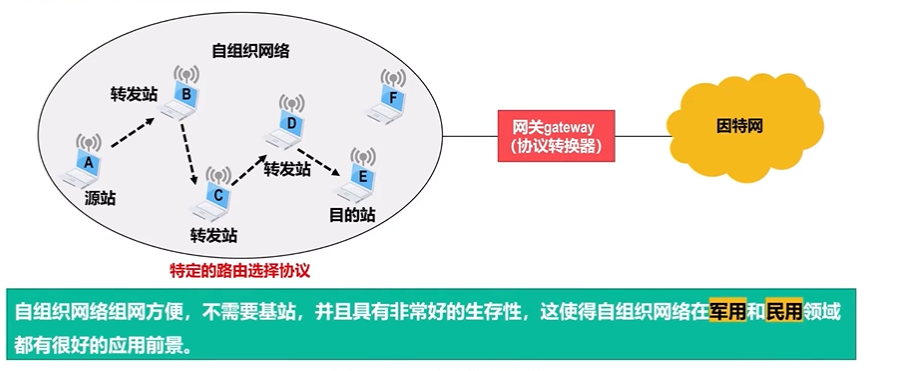 自组织网络
转发站
B
F
D
A
源站
转发站
C
转发站
E
目的站
特定的路由选择协议
网关gateway
（协议转换器）
因特网
自组织网络组网方便，不需要基站，并且具有非常好的生存性，这使得自组织网络在军用和民用领域
都有很好的应用前景。